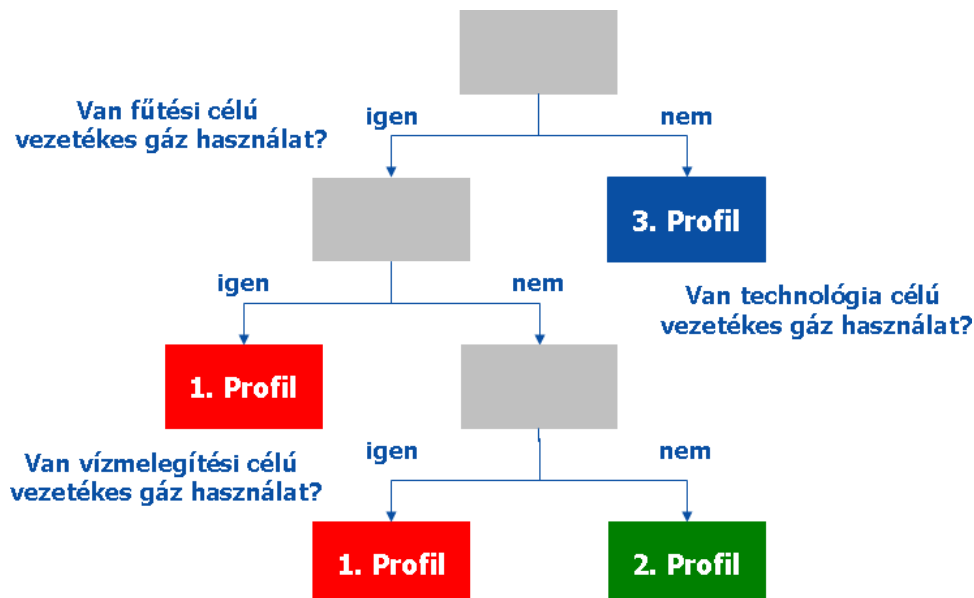 Van fűtési célú
vezetékes gáz használat?
igen
nem
3. Profil
igen
nem
Van technológia célú
vezetékes gáz használat?
1. Profil
Van vízmelegítési célú
vezetékes gáz használat?
igen
nem
1. Profil
2. Profil